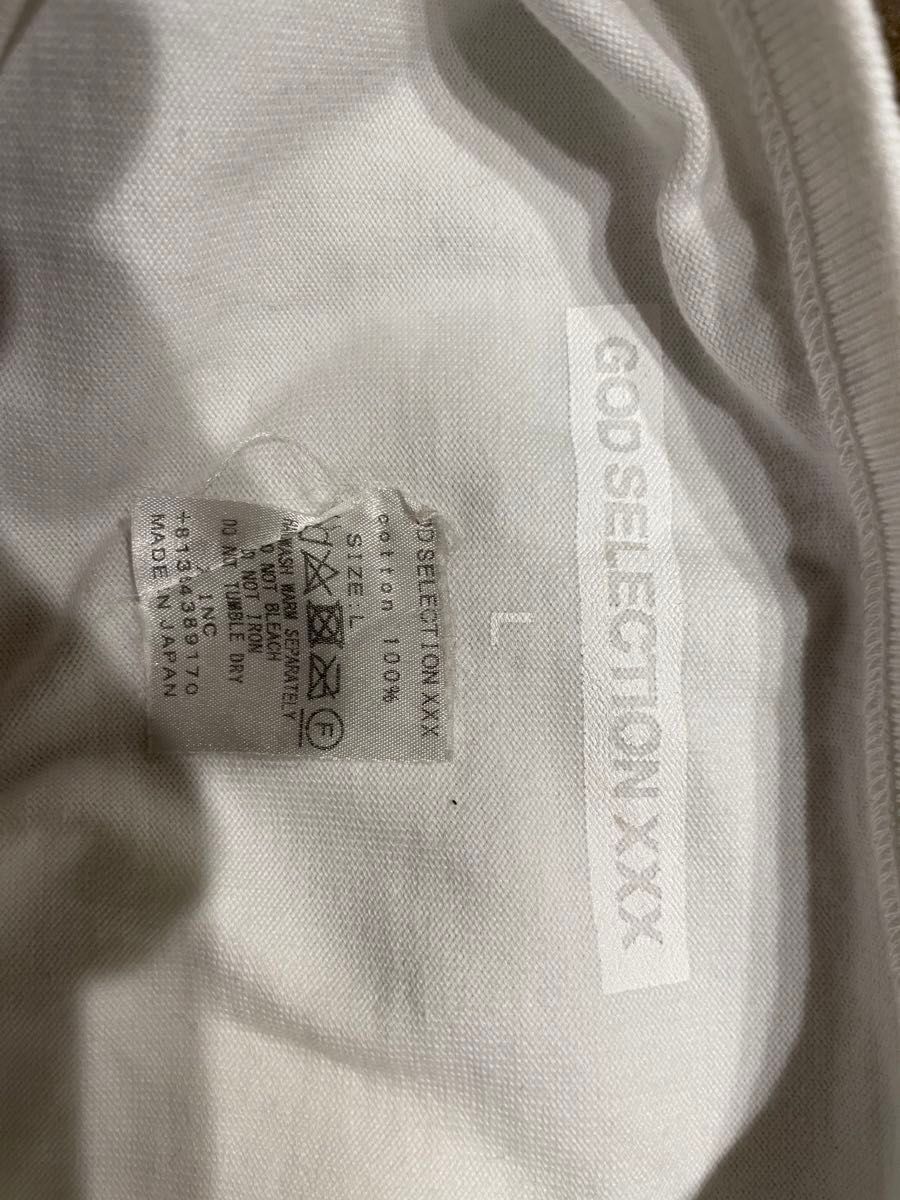 GOD SELECTION XXX
L
D SELECTION XXX
cotton 100%
SIZE:L
F
WASH WARM SEPARATELY
NOT BLEACH
NOT IRON
DO NOT TUMBLE DRY
INC
MADE IN JAPAN